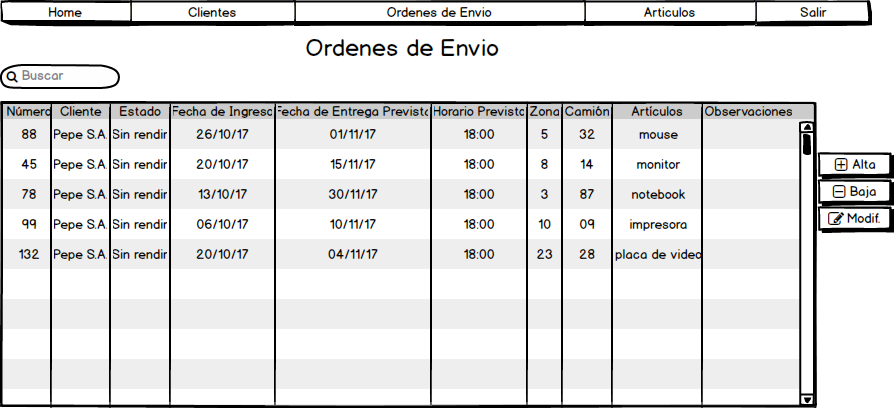 Home Clientes Ordenes de Envio Articulos Salir
Ordenes de Envio
Buscar
Número Cliente Estado Fecha de Ingreso Fecha de Entrega Prevista Horario Previsto Zona Camión Artículos Observaciones
88 Pepe S.A. Sin rendir 26/10/17 01/11/17 18:00 5 32 mouse
45 Pepe S.A. Sin rendir 20/10/17 15/11/17 18:00 8 14 monitor
78 Pepe S.A. Sin rendir 13/10/17 30/11/17 18:00 3 87 notebook
99 Pepe S.A. Sin rendir 06/10/17 10/11/17 18:00 10 09 impresora
132 Pepe S.A. Sin rendir 20/10/17 04/11/17 18:00 23 28 placa de video
Alta
Baja
Modif.